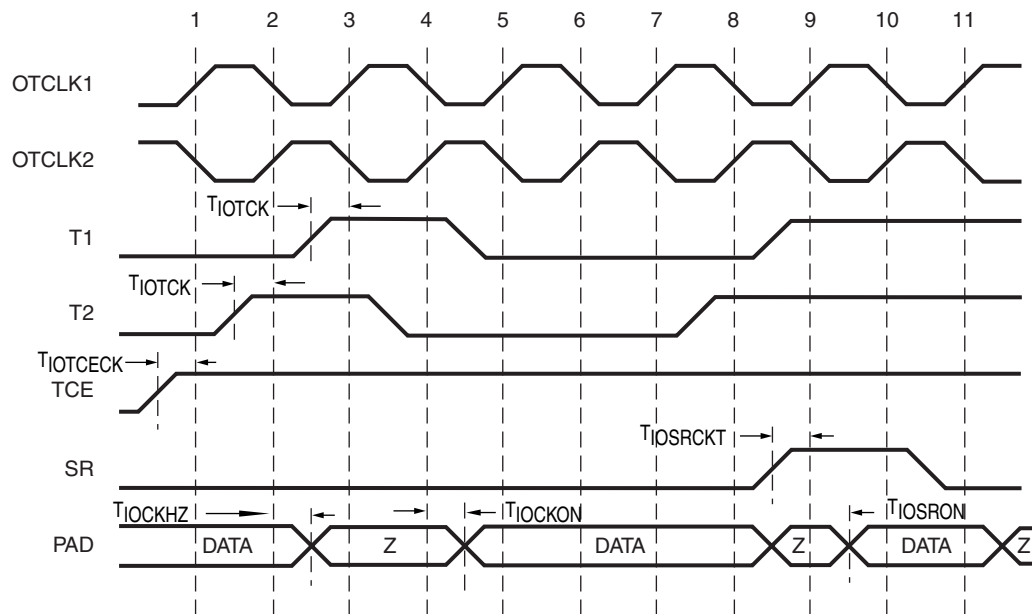 1 2 3 4 5 6 7 8 9 10 11
OTCLK1
OTCLK2
TIOTCK
T1
TIOTCK
T2
TIOTCECK
TCE
TIOSRCKT
SR
TIOCKHZ TIOCKON TIOSRON
PAD DATA Z DATA Z DATA Z